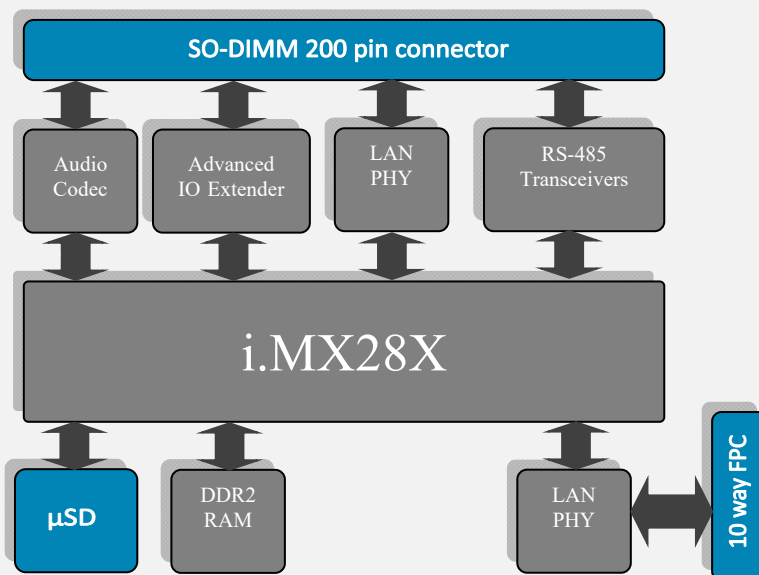 SO-DIMM 200 pin connector
Audio
Codec
Advanced
IO Extender
LAN
PHY
RS-485
Transceivers
i.MX28X
µSD
DDR2
RAM
LAN
PHY
10 way FPC